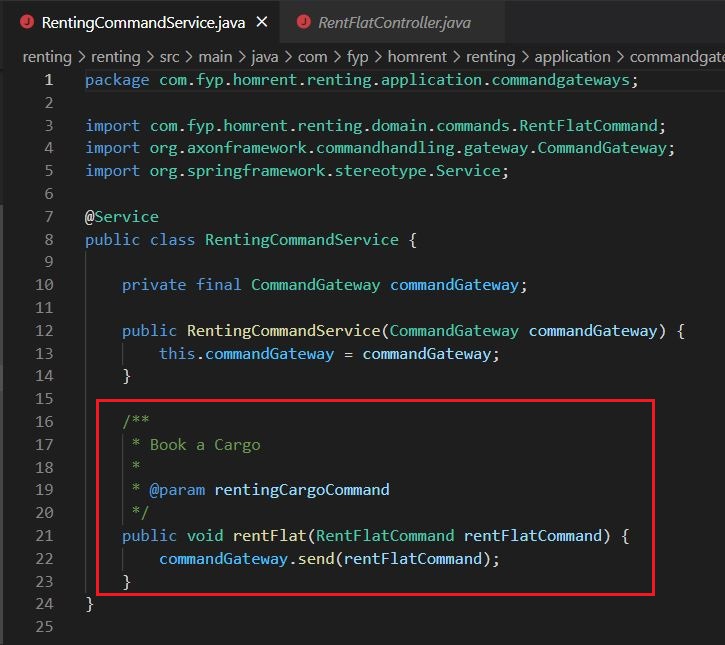 RentingCommandService.java × RentFlatController.java
renting > renting > src > main > java > com > fyp > homrent > renting > application > commandgate
1 package com.fyp.homrent.renting.application.commandgateways;
2
3 import com.fyp.homrent.renting.domain.commands.RentFlatCommand;
4 import org.axonframework.commandhandling.gateway.CommandGateway;
5 import org.springframework.stereotype.Service;
6
7 @Service
8 public class RentingCommandService {
9
10     private final CommandGateway commandGateway;
11
12     public RentingCommandService(CommandGateway commandGateway) {
13         this.commandGateway = commandGateway;
14     }
15
16     /**
17      * Book a Cargo
18      *
19      * @param rentingCargoCommand
20      */
21     public void rentFlat(RentFlatCommand rentFlatCommand) {
22         commandGateway.send(rentFlatCommand);
23     }
24 }
25